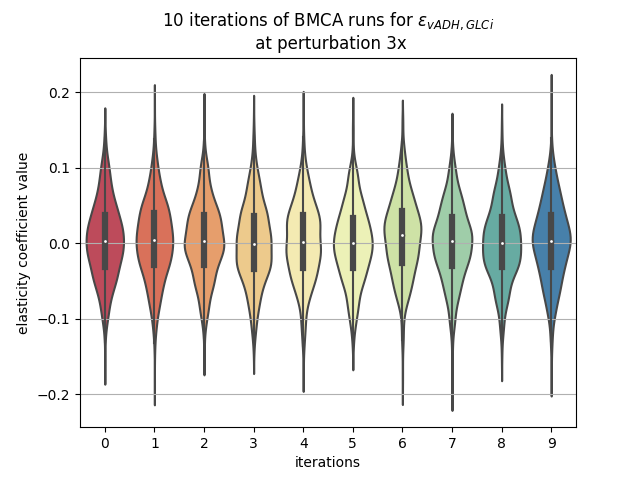 10 iterations of BMCA runs for ε_{vADH,GLCi}
at perturbation 3x
elasticity coefficient value
0.2
0.1
0.0
−0.1
−0.2
0 1 2 3 4 5 6 7 8 9
iterations